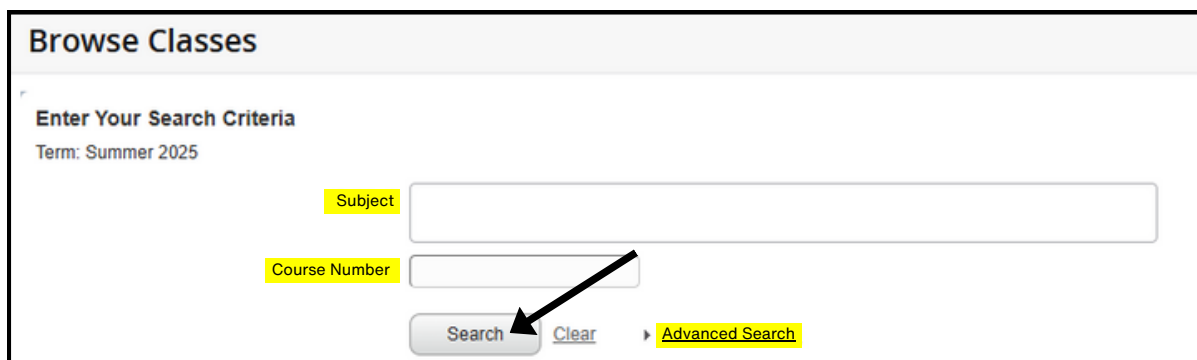 Browse Classes
Enter Your Search Criteria
Term: Summer 2025
Subject
Course Number
Search Clear Advanced Search